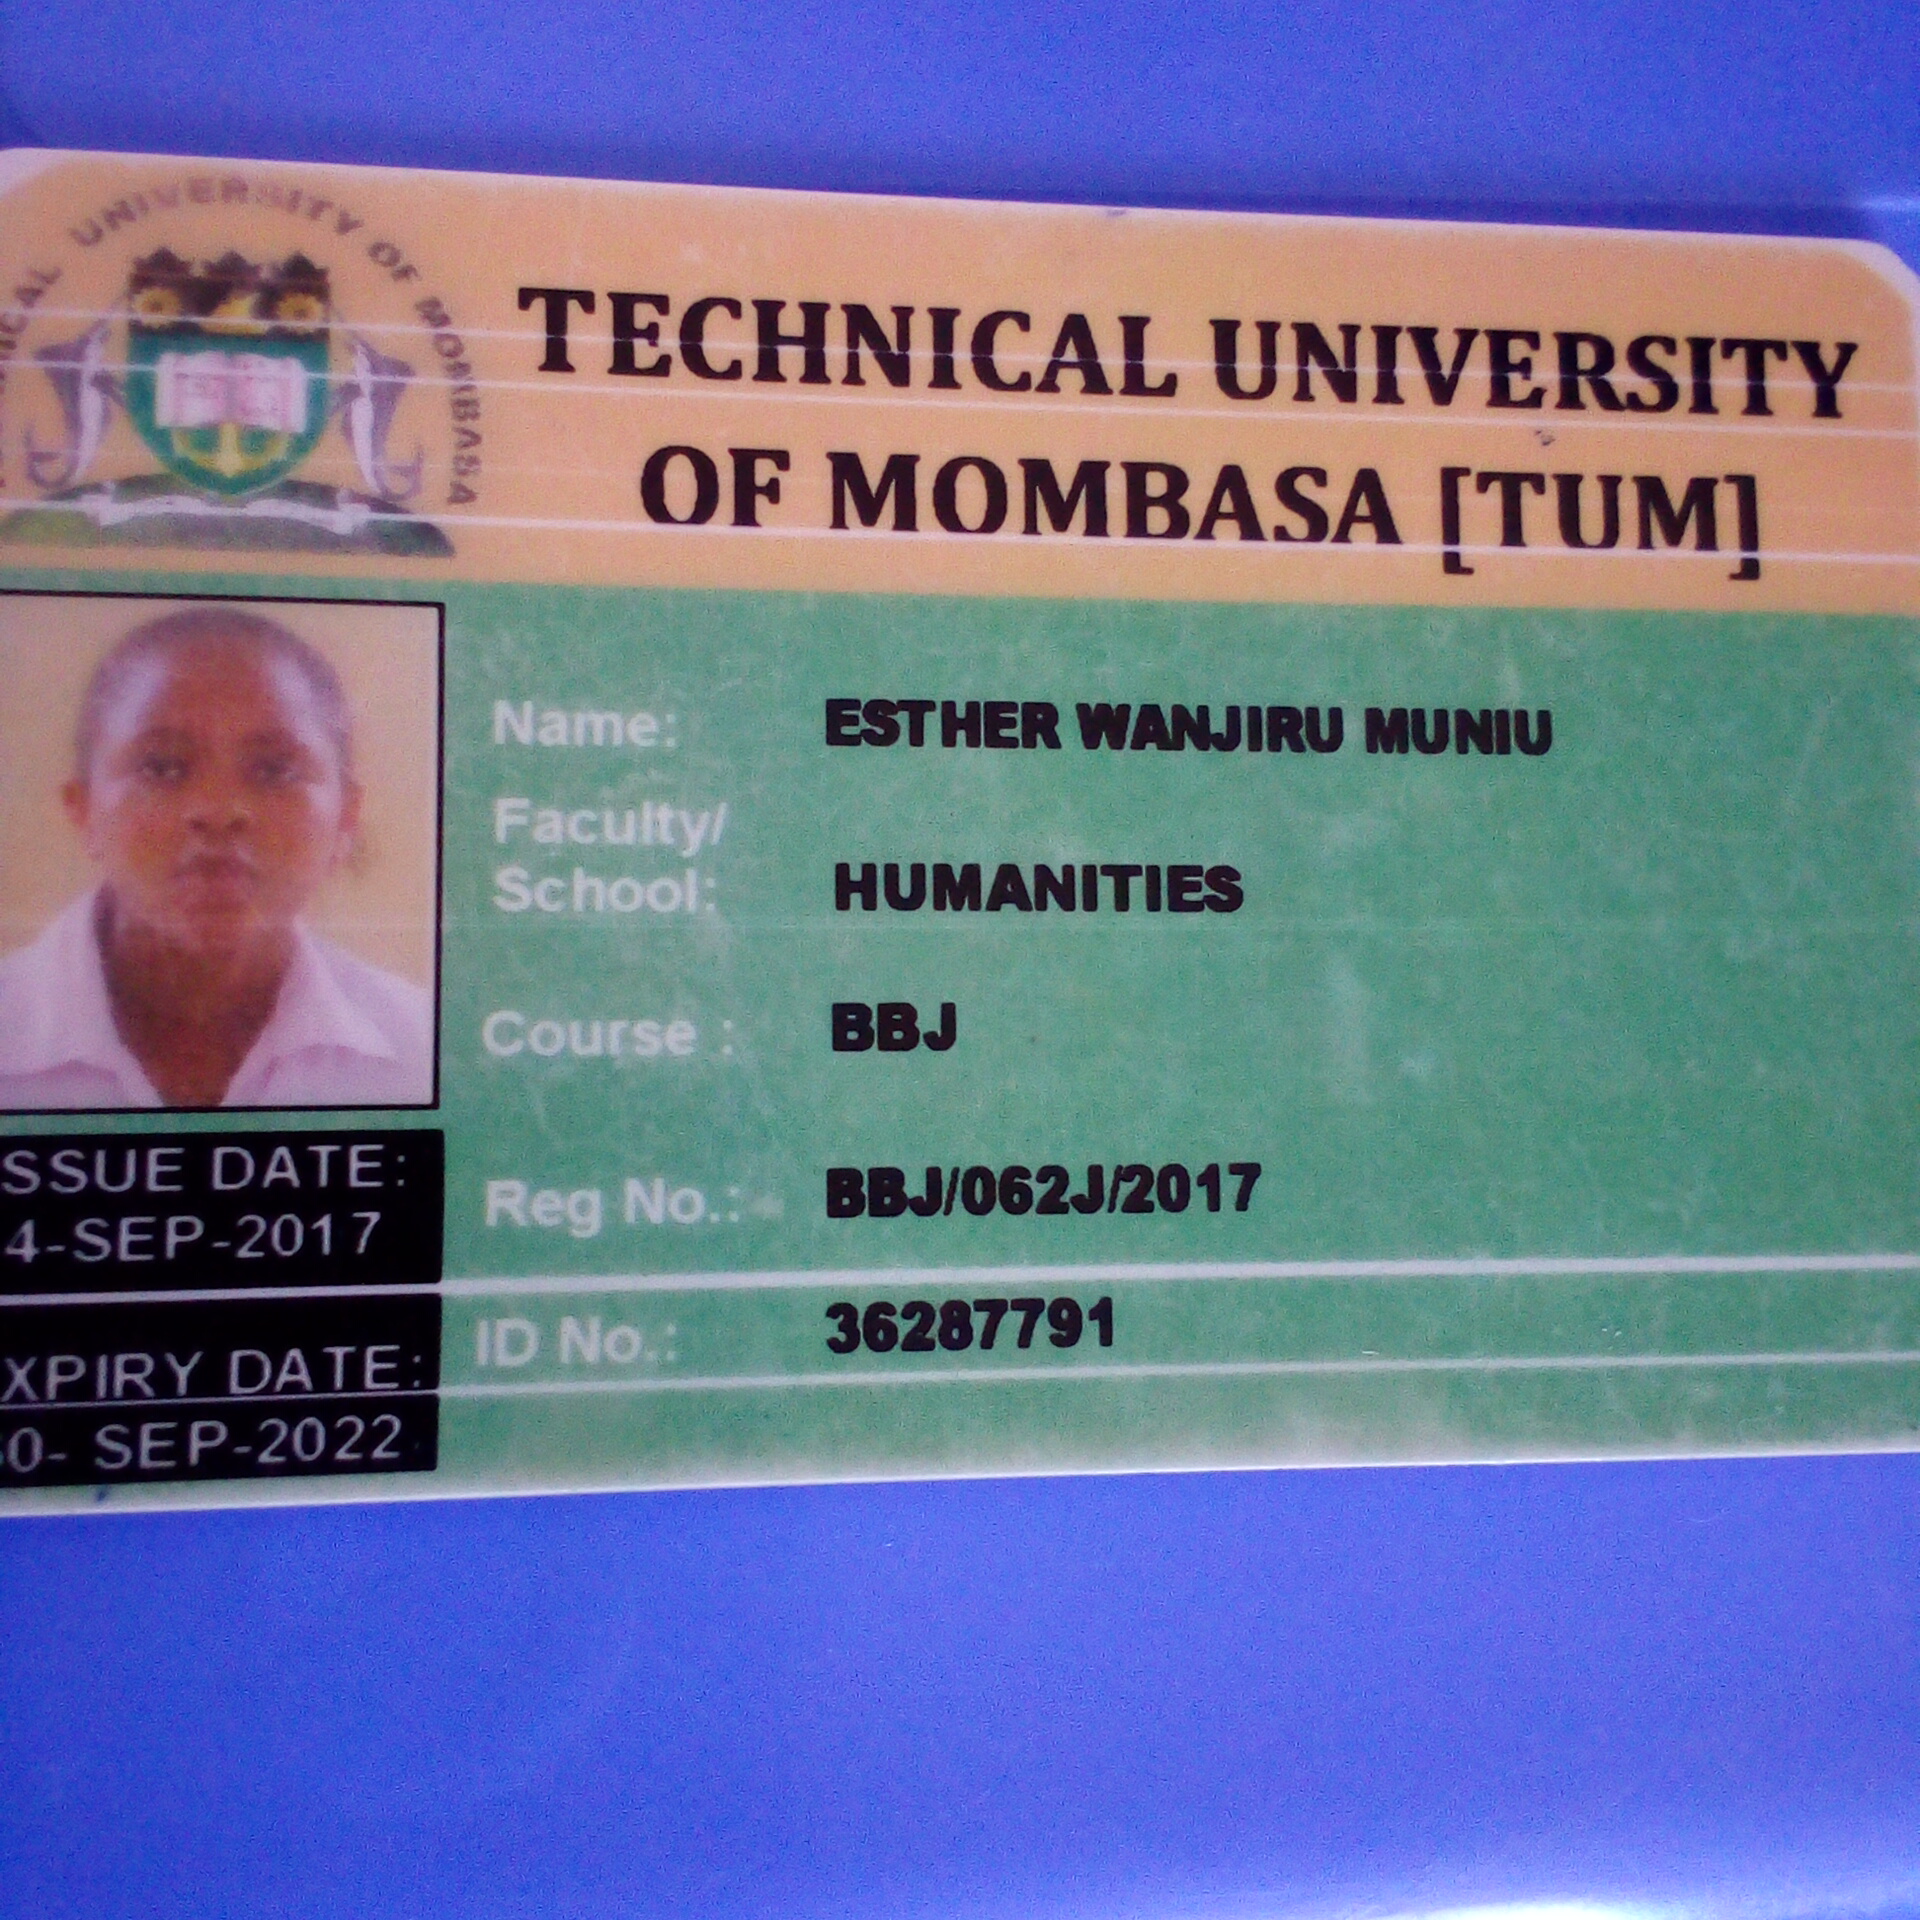 UNIVERSITY OF MOMBASA
TECHNICAL UNIVERSITY
OF MOMBASA [TUM]
Name: ESTHER WANJIRU MUNIU
Faculty/
School: HUMANITIES
Course : BBJ
Reg No.: BBJ/062J/2017
ID No.: 36287791
SSUE DATE:
4-SEP-2017
XPIRY DATE:
0- SEP-2022